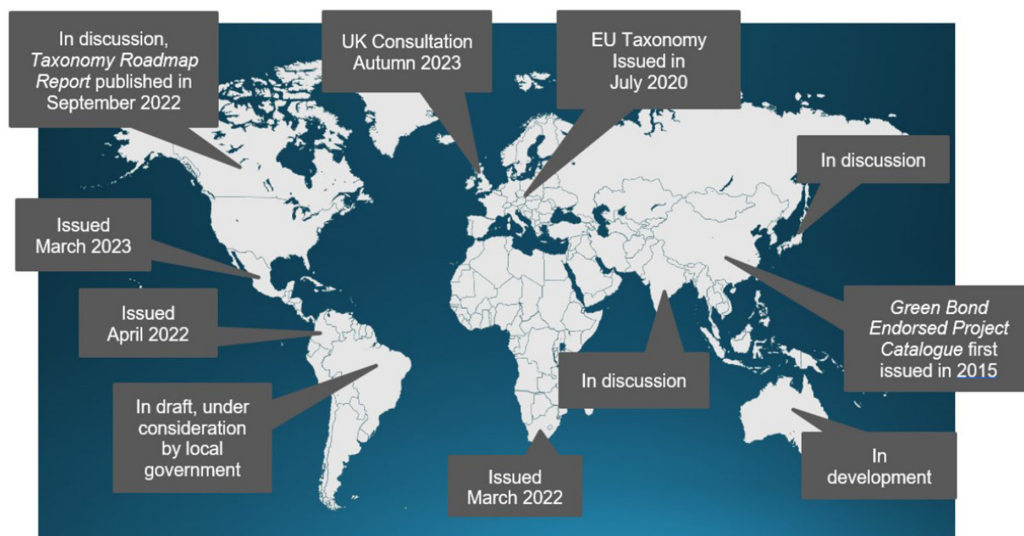 In discussion,
Taxonomy Roadmap
Report published in
September 2022
UK Consultation
Autumn 2023
EU Taxonomy
Issued in
July 2020
In discussion
Issued
March 2023
Issued
April 2022
Green Bond
Endorsed Project
Catalogue first
issued in 2015
In discussion
In draft, under
consideration
by local
government
Issued
March 2022
In
development